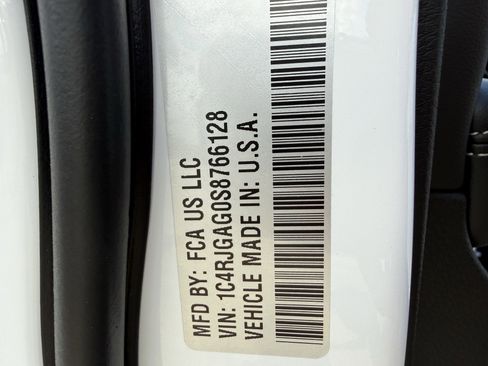 MFD BY: FCA US LLC
VIN: 1C4RJGAG0S8766128
VEHICLE MADE IN: U.S.A.